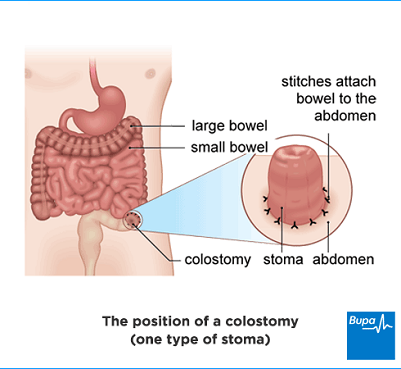 stitches attach
bowel to the
abdomen
large bowel
small bowel
colostomy
stoma
abdomen
The position of a colostomy
(one type of stoma)
Bupa